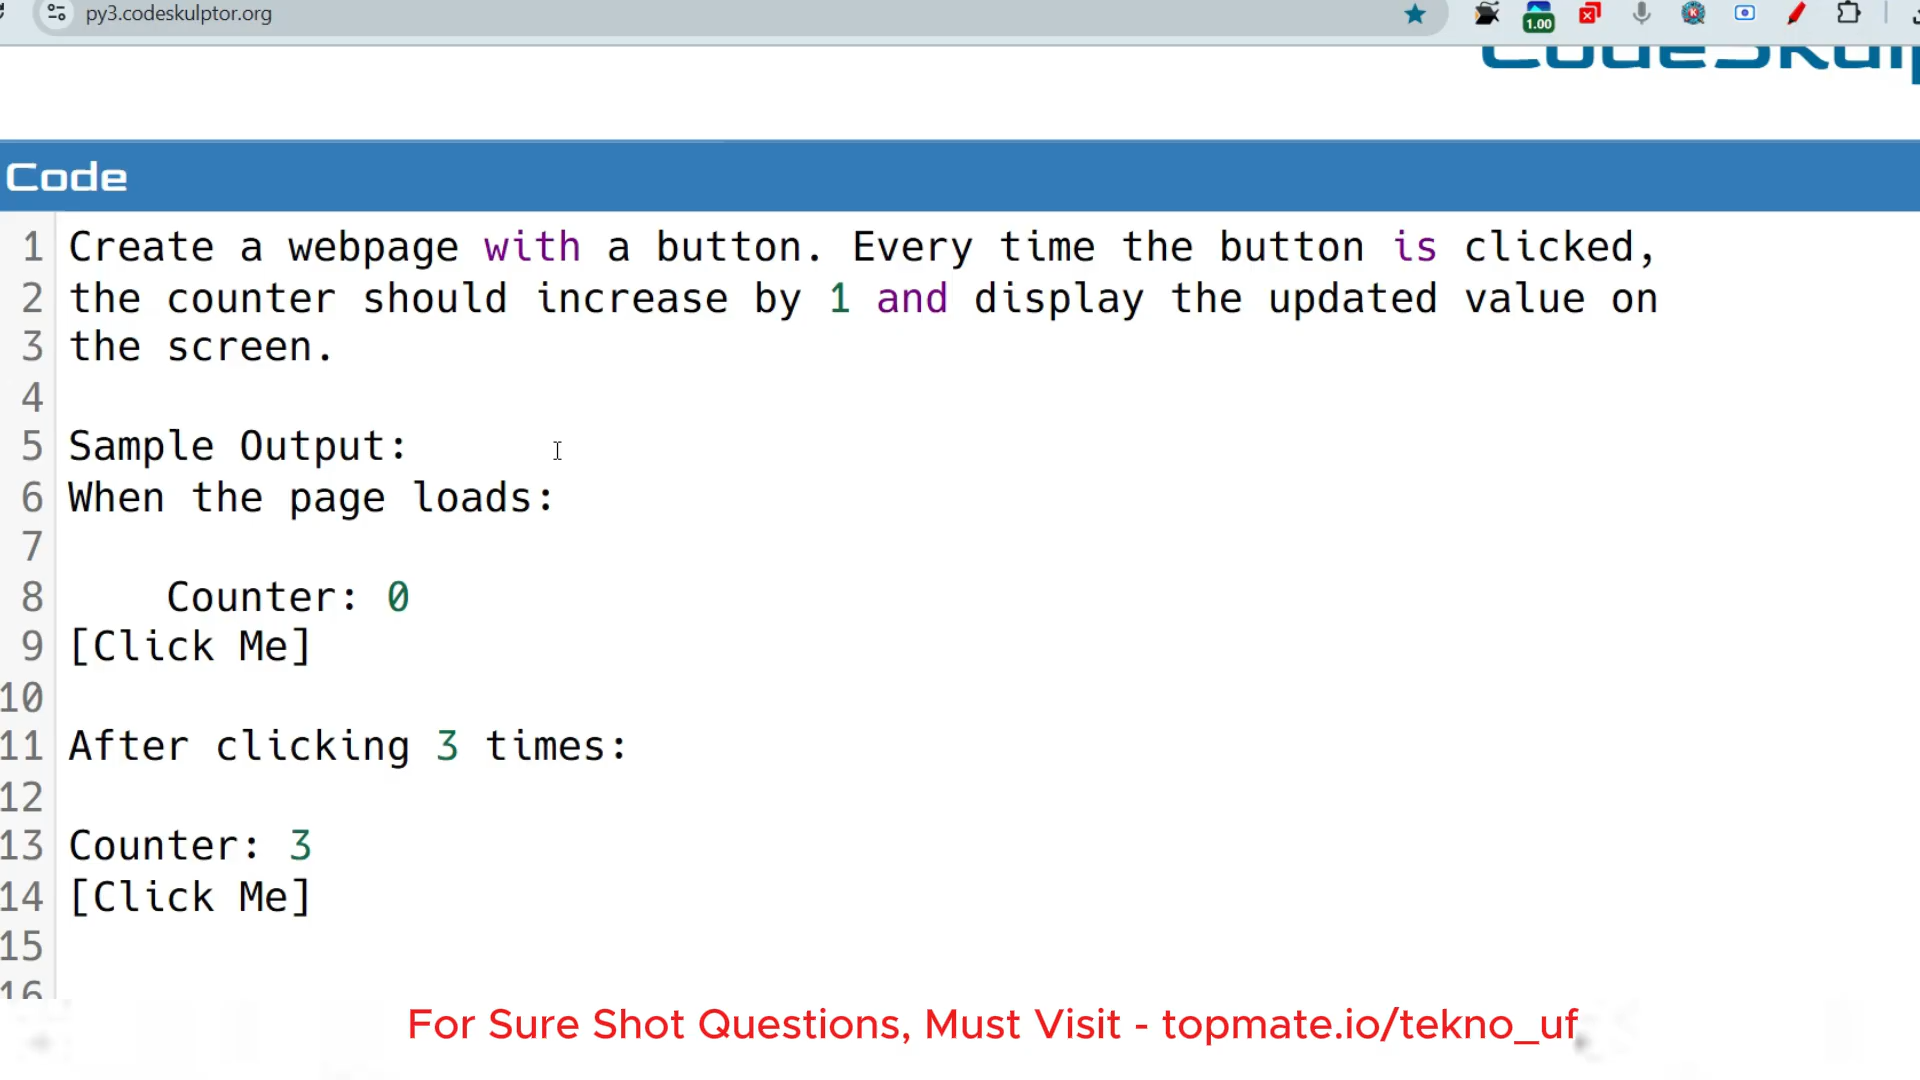 py3.codeskulptor.org
1.00
Code
1 Create a webpage with a button. Every time the button is clicked,
2 the counter should increase by 1 and display the updated value on
3 the screen.
4
5 Sample Output:
6 When the page loads:
7
8 Counter: 0
9 [Click Me]
10
11 After clicking 3 times:
12
13 Counter: 3
14 [Click Me]
15
16
For Sure Shot Questions, Must Visit - topmate.io/tekno_uf